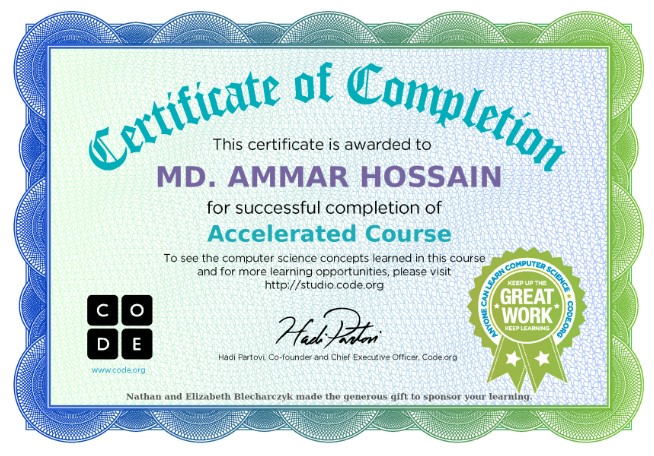 Certificate of Completion
This certificate is awarded to
MD. AMMAR HOSSAIN
for successful completion of
Accelerated Course
To see the computer science concepts learned in this course
and for more learning opportunities, please visit
http://studio.code.org
ANYONE CAN LEARN COMPUTER SCIENCE ★ CODE.ORG ★
KEEP UP THE
GREAT
WORK
KEEP LEARNING
C O
D E
www.code.org
Hadi Partovi
Hadi Partovi, Co-founder and Chief Executive Officer, Code.org
Nathan and Elizabeth Blecharczyk made the generous gift to sponsor your learning.